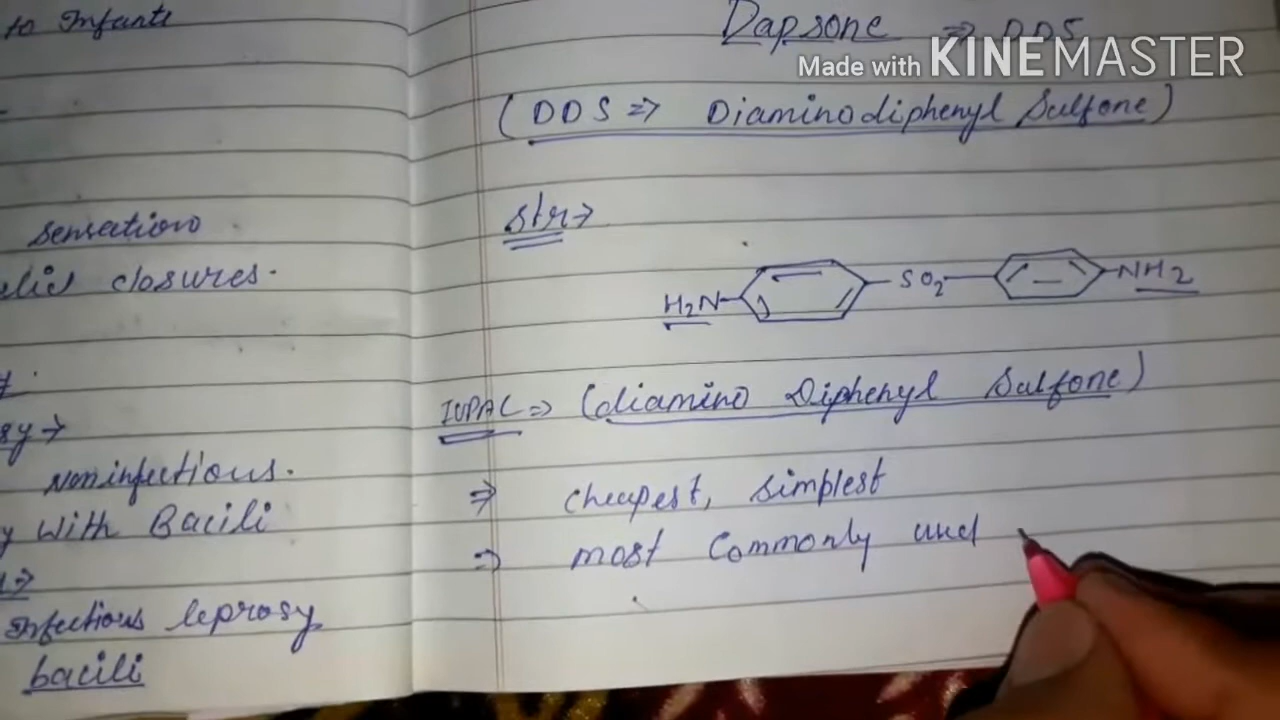 to Infants
sensation
closures.
Noninfectious.
y With Bacili
Infectious leprosy
bacili
Dapsone ⇒ DDS
Made with KINEMASTER
(DDS ⇒ Diaminodiphenyl Sulfone)
Str→
H2N- -SO2- -NH2
IUPAC ⇒ (diamino Diphenyl Sulfone)
⇒ Cheapest, Simplest
⇒ most Commonly used